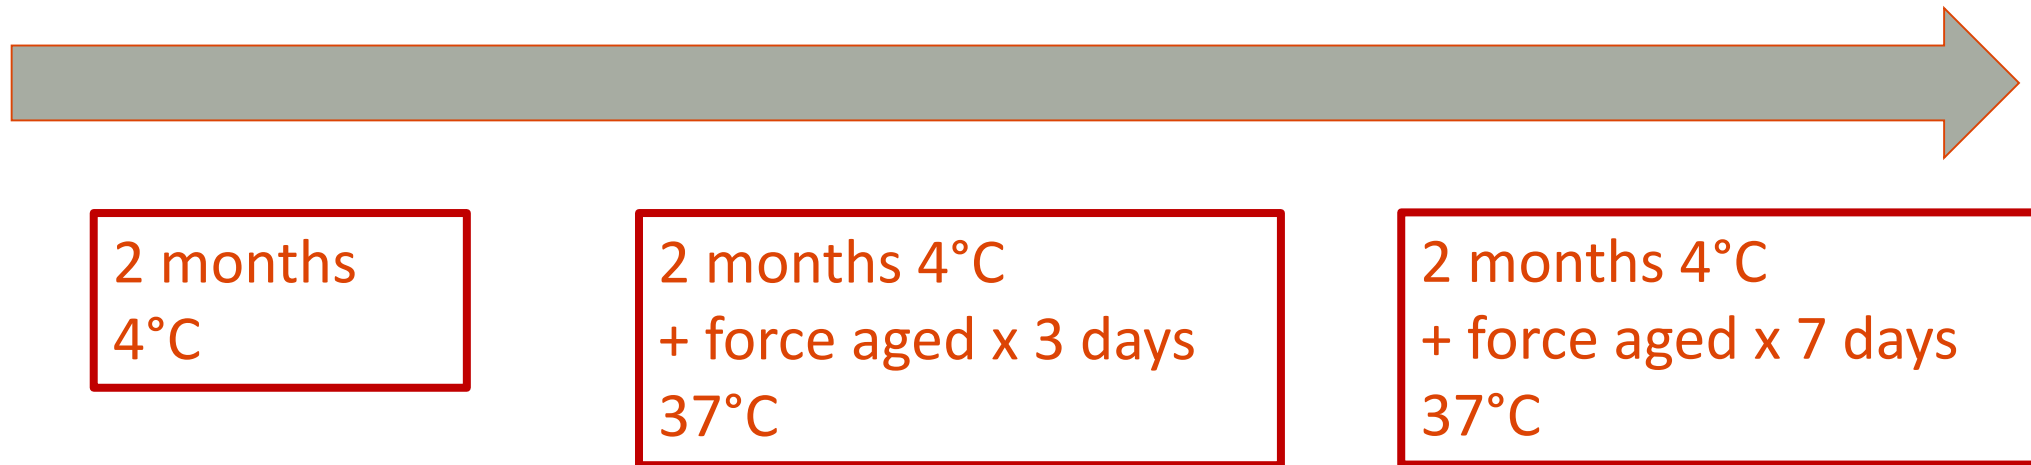 2 months
4°C
2 months 4°C
+ force aged x 3 days
37°C
2 months 4°C
+ force aged x 7 days
37°C